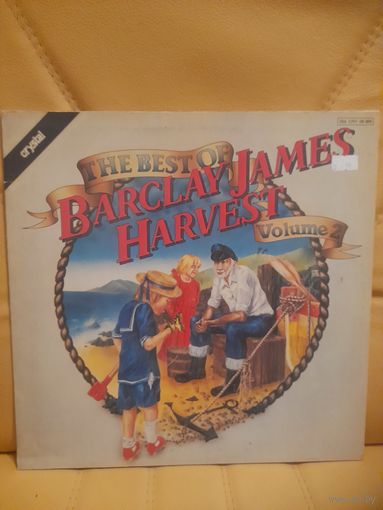 crystal
THE BEST OF
BARCLAY JAMES
HARVEST
Volume 2